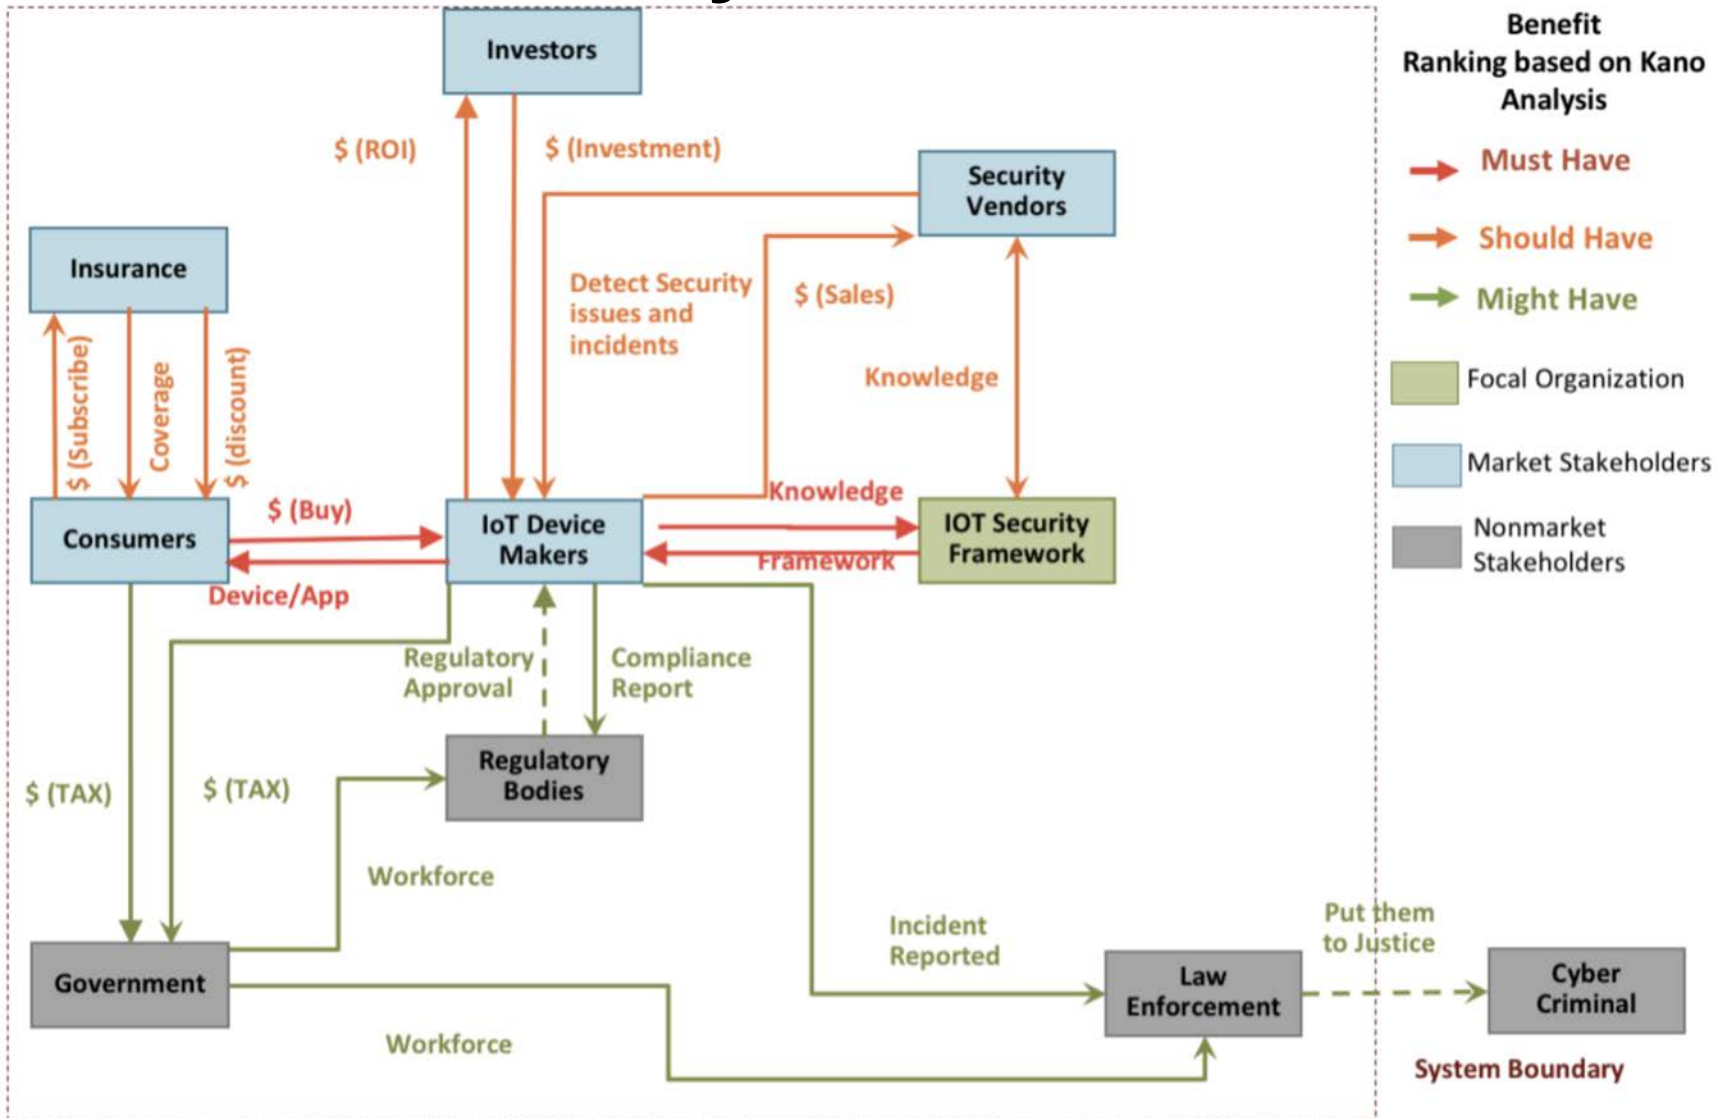 Investors
$ (ROI)
$ (Investment)
Security
Vendors
Insurance
Detect Security
issues and
incidents
$ (Sales)
Knowledge
$ (Subscribe)
Coverage
$ (discount)
$ (Buy)
Knowledge
Consumers
IoT Device
Makers
IOT Security
Framework
Framework
Device/App
Regulatory
Approval
Compliance
Report
Regulatory
Bodies
$ (TAX)
$ (TAX)
Workforce
Government
Workforce
Incident
Reported
Law
Enforcement
Put them
to Justice
Cyber
Criminal
System Boundary
Benefit
Ranking based on Kano
Analysis
Must Have
Should Have
Might Have
Focal Organization
Market Stakeholders
Nonmarket
Stakeholders